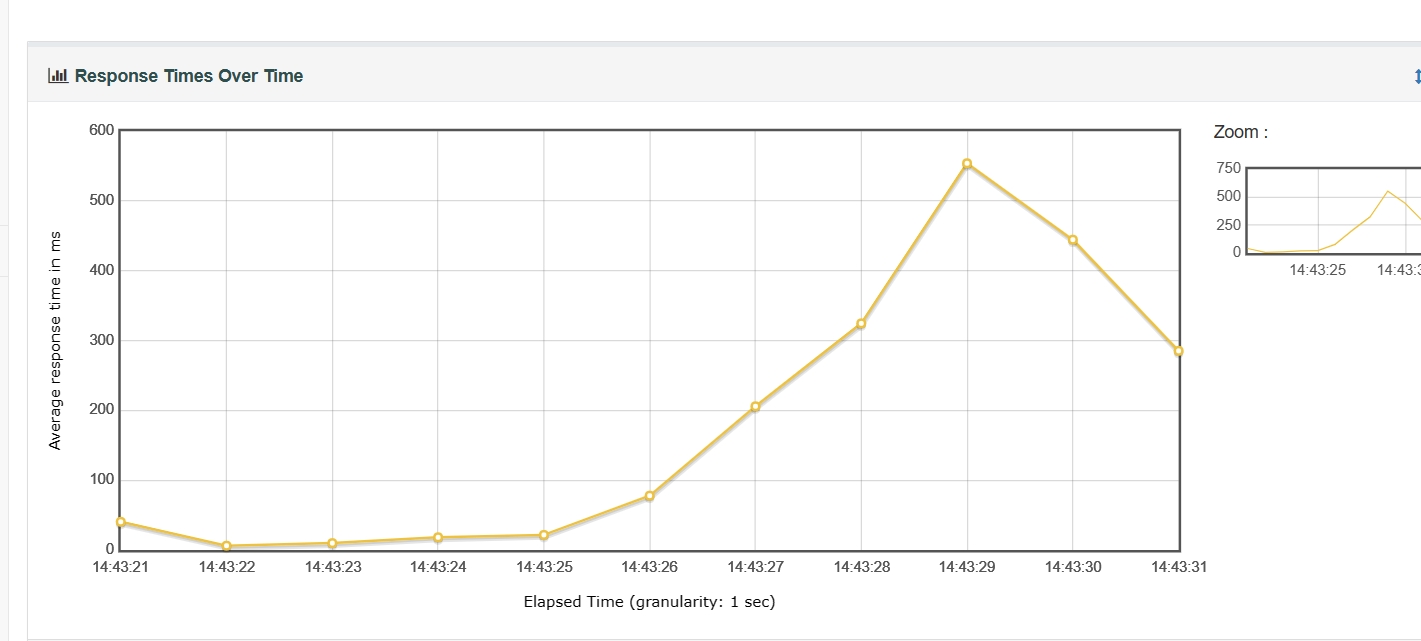 Response Times Over Time
600
500
400
300
200
100
0
Average response time in ms
14:43:21 14:43:22 14:43:23 14:43:24 14:43:25 14:43:26 14:43:27 14:43:28 14:43:29 14:43:30 14:43:31
Elapsed Time (granularity: 1 sec)
Zoom :
750
500
250
0
14:43:25 14:43:3